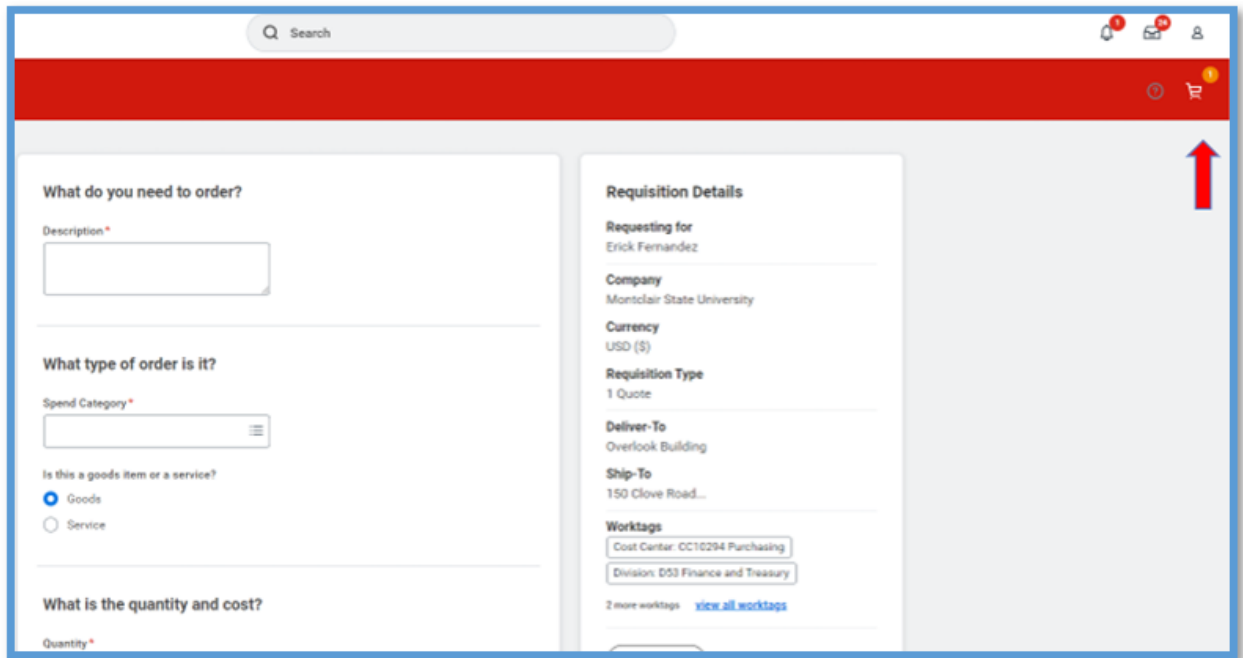 Search
1
24
1
What do you need to order?
Description*
What type of order is it?
Spend Category*
Is this a goods item or a service?
Goods
Service
What is the quantity and cost?
Quantity*
Requisition Details
Requesting for
Erick Fernandez
Company
Montclair State University
Currency
USD ($)
Requisition Type
1 Quote
Deliver-To
Overlook Building
Ship-To
150 Clove Road...
Worktags
Cost Center: CC10294 Purchasing
Division: D53 Finance and Treasury
2 more worktags view all worktags